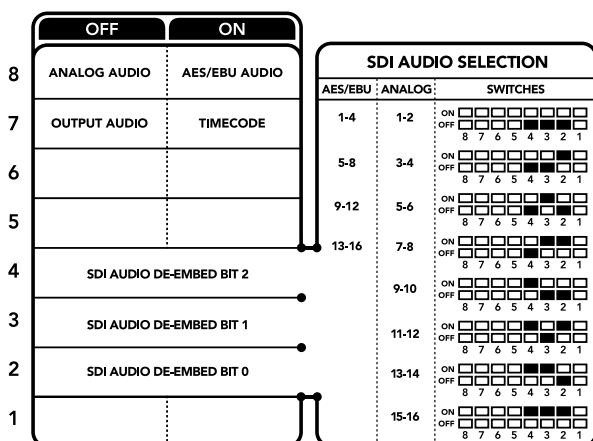 OFF ON
8 ANALOG AUDIO AES/EBU AUDIO
7 OUTPUT AUDIO TIMECODE
6
5
4 SDI AUDIO DE-EMBED BIT 2
3 SDI AUDIO DE-EMBED BIT 1
2 SDI AUDIO DE-EMBED BIT 0
1
SDI AUDIO SELECTION
AES/EBU ANALOG SWITCHES
1-4 1-2 ON
OFF
8 7 6 5 4 3 2 1
5-8 3-4 ON
OFF
8 7 6 5 4 3 2 1
9-12 5-6 ON
OFF
8 7 6 5 4 3 2 1
13-16 7-8 ON
OFF
8 7 6 5 4 3 2 1
9-10 ON
OFF
8 7 6 5 4 3 2 1
11-12 ON
OFF
8 7 6 5 4 3 2 1
13-14 ON
OFF
8 7 6 5 4 3 2 1
15-16 ON
OFF
8 7 6 5 4 3 2 1